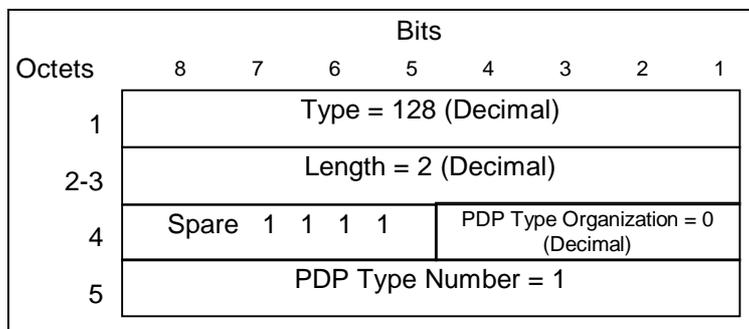 Bits
Octets 8 7 6 5 4 3 2 1
1 Type = 128 (Decimal)
2-3 Length = 2 (Decimal)
4 Spare 1 1 1 1 PDP Type Organization = 0
(Decimal)
5 PDP Type Number = 1